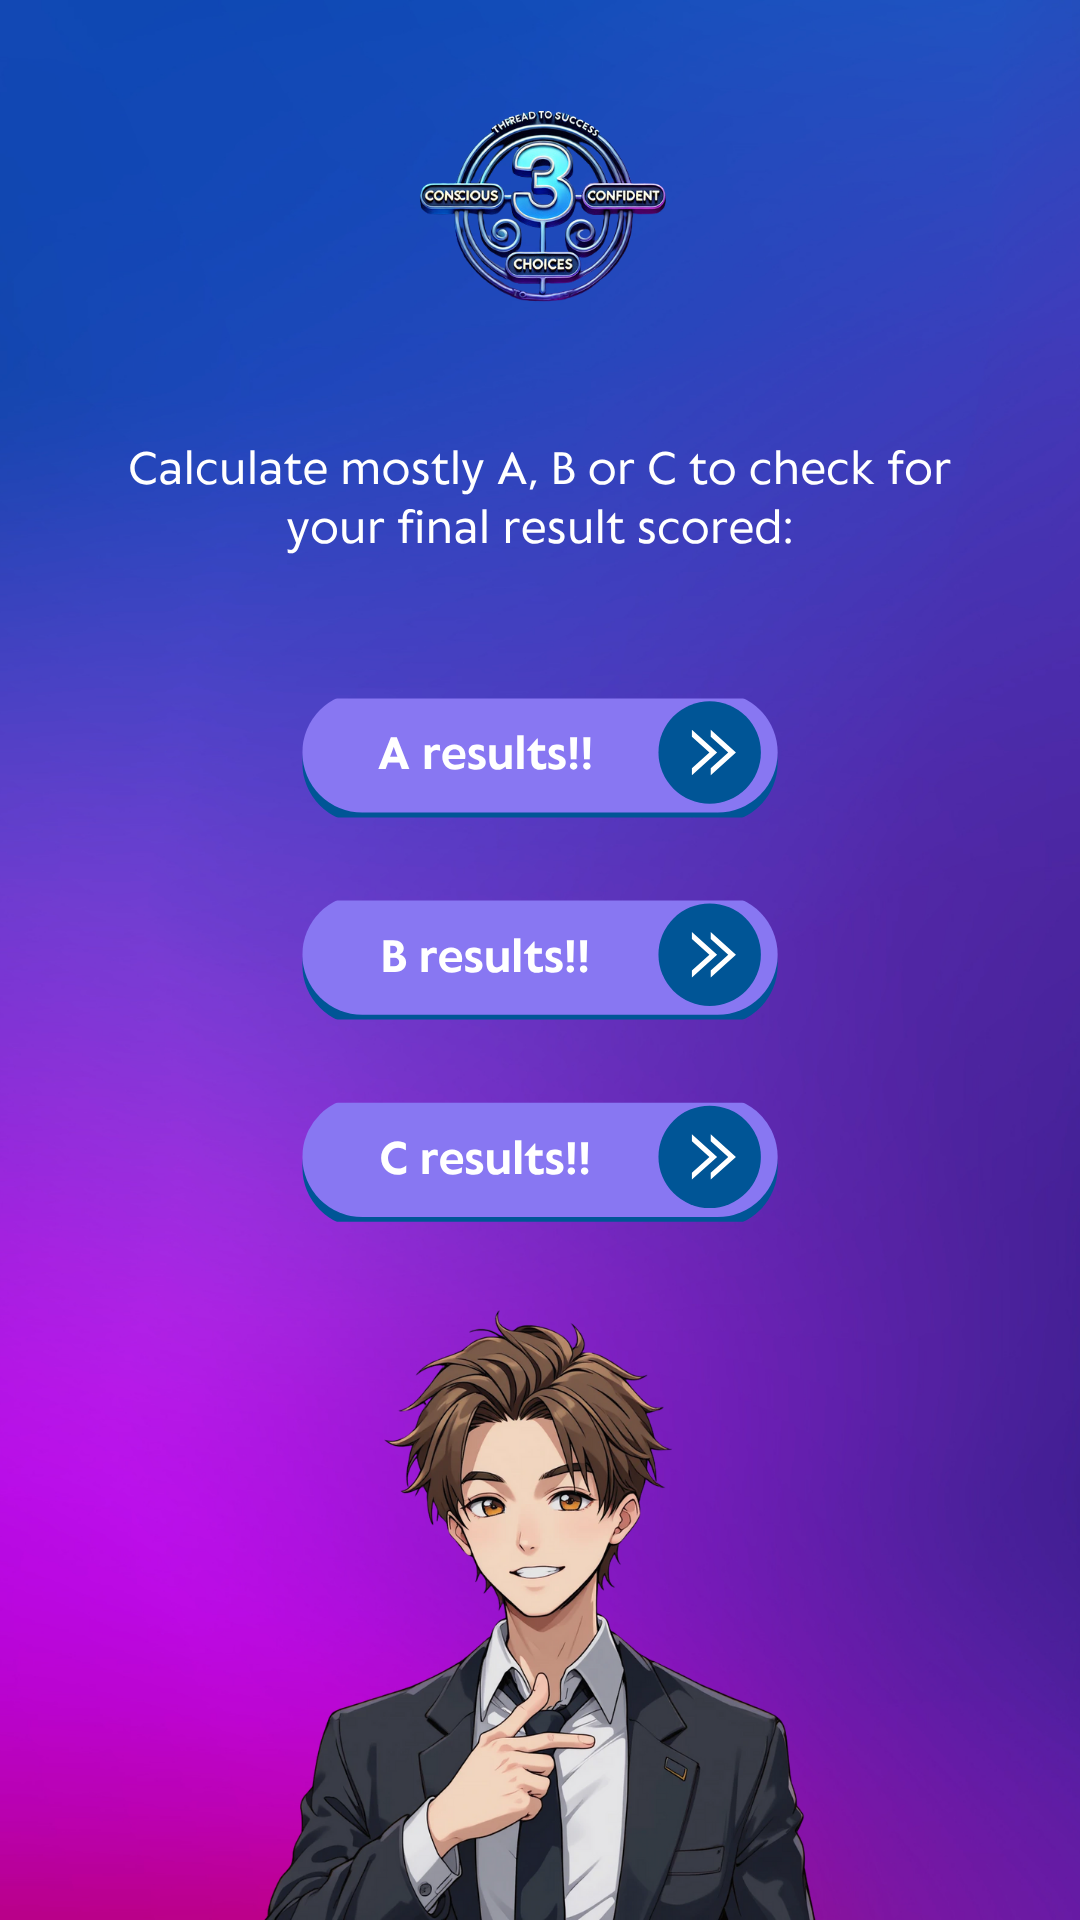 THREAD TO SUCCESS
3
CONSCIOUS
CONFIDENT
CHOICES
Calculate mostly A, B or C to check for
your final result scored:
A results!!
B results!!
C results!!